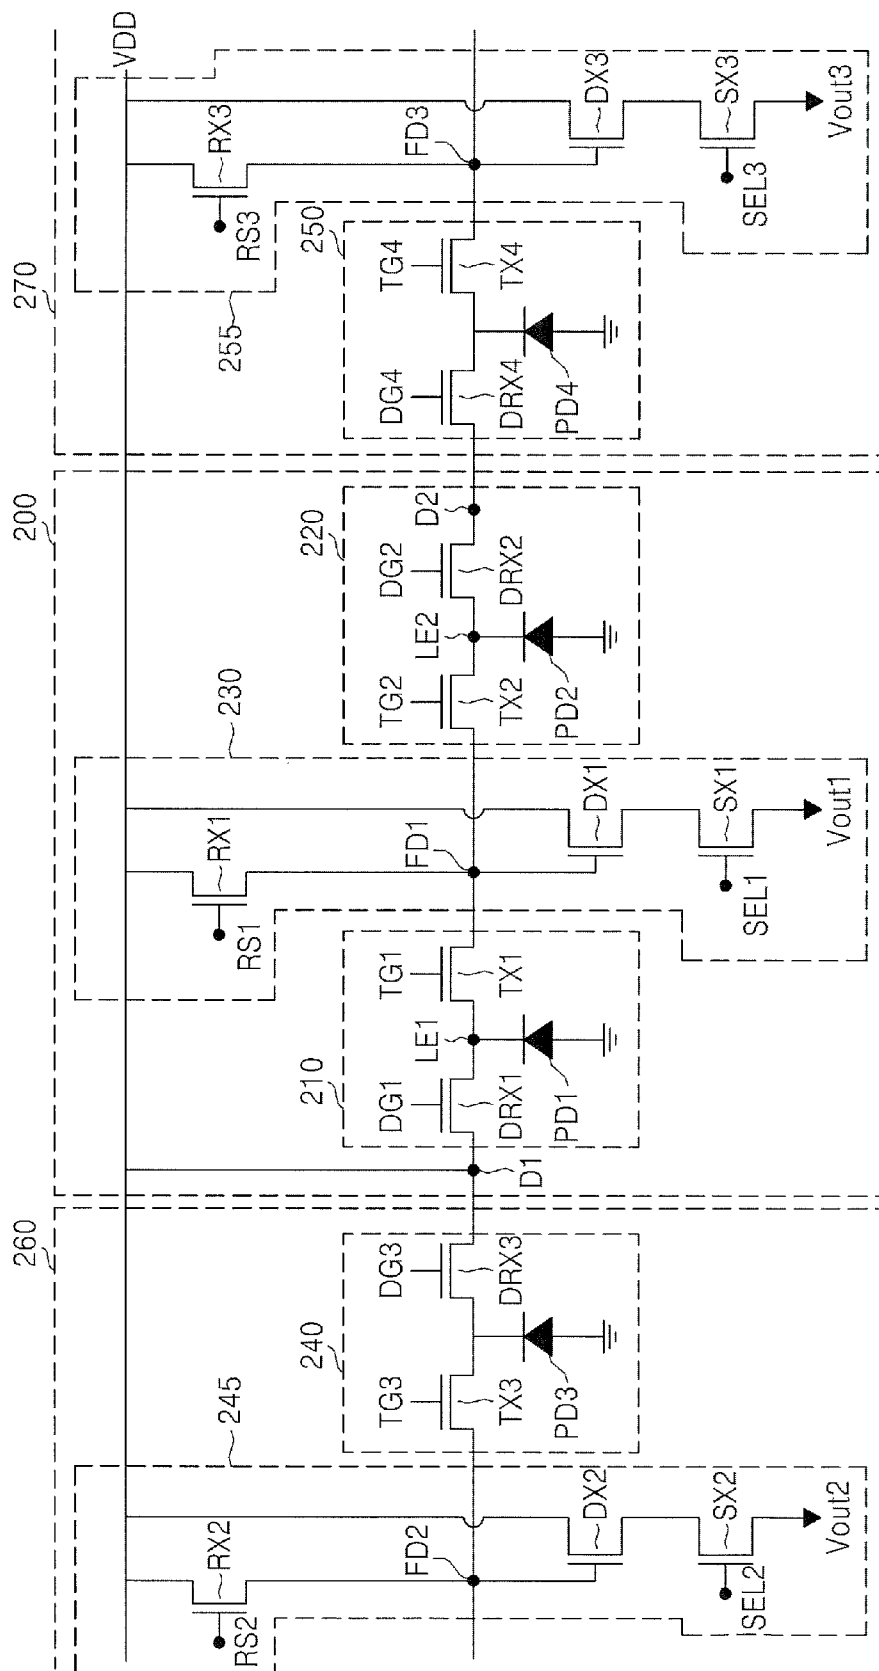 260
200
270
VDD
245
RX2
RS2
RX1
RS1
230
RX3
RS3
255
240
210
220
250
TG3
DG3
DG1
TG1
TG2
DG2
DG4
TG4
FD2
LE1
FD1
LE2
D2
FD3
TX3
DRX3
D1
DRX1
TX1
TX2
DRX2
DRX4
TX4
PD3
PD1
PD2
PD4
DX2
DX1
DX3
SX2
SX1
SX3
SEL2
SEL1
SEL3
Vout2
Vout1
Vout3